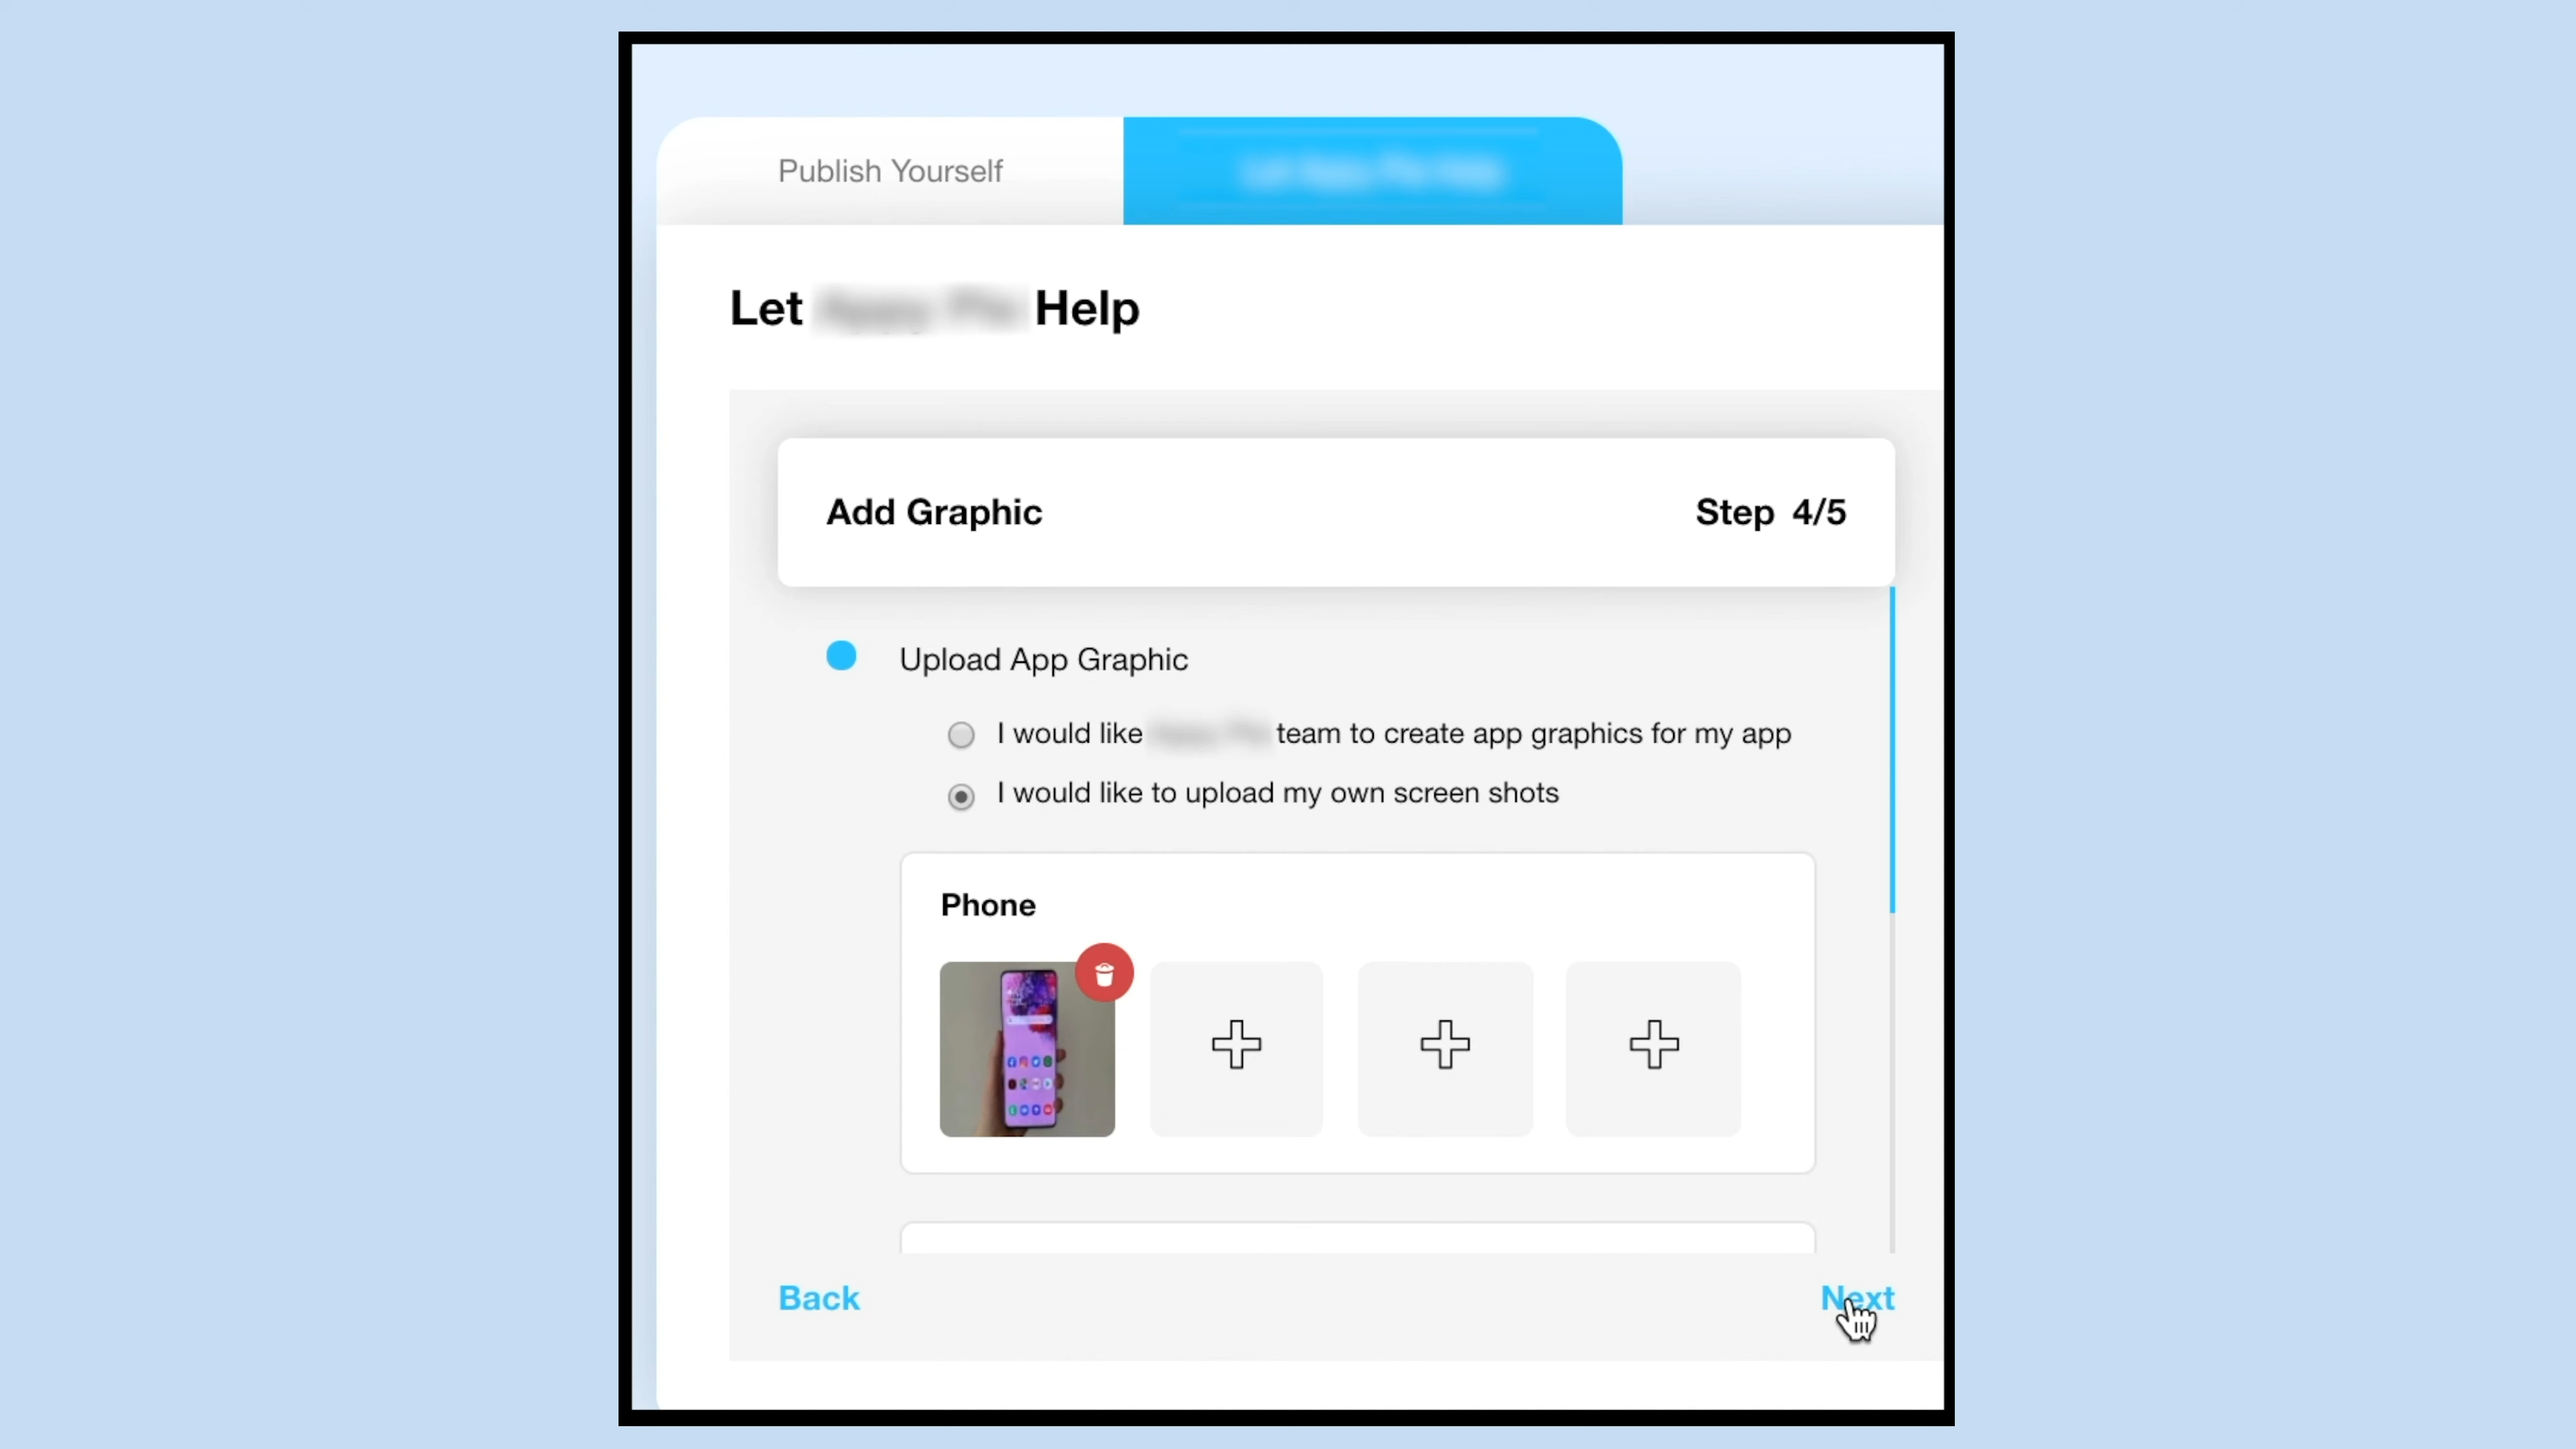 Publish Yourself
Let Help
Add Graphic
Step 4/5
Upload App Graphic
I would like team to create app graphics for my app
I would like to upload my own screen shots
Phone
Back
Next